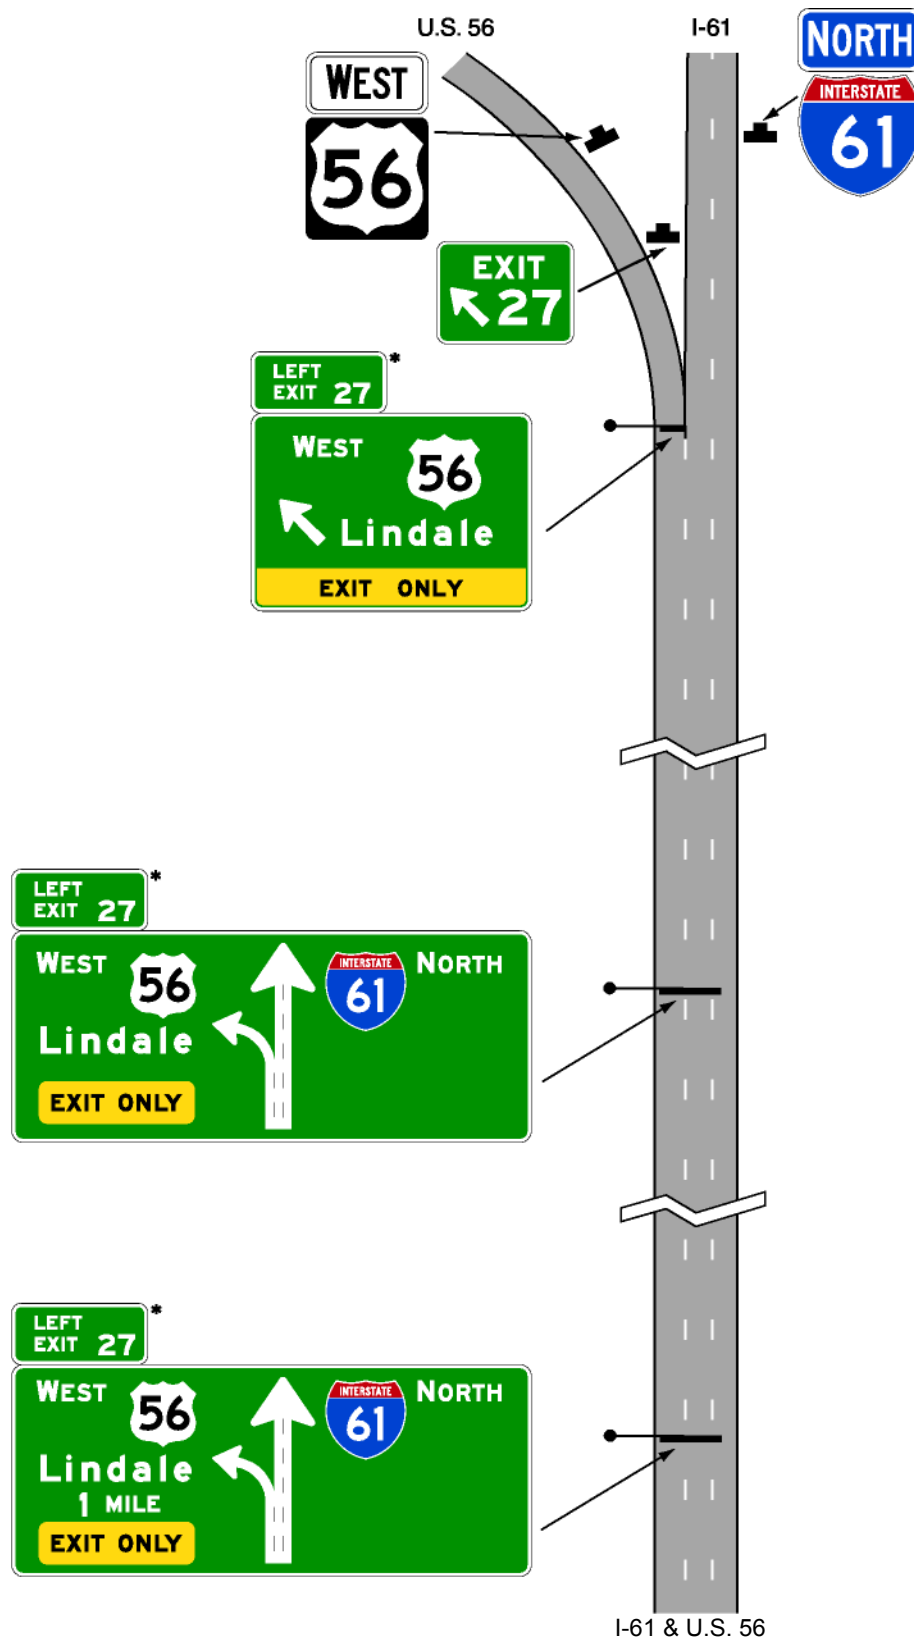 U.S. 56
I-61
NORTH
INTERSTATE
61
WEST
56
EXIT
27
LEFT
EXIT 27
*
WEST
56
Lindale
EXIT ONLY
LEFT
EXIT 27
*
WEST
56
INTERSTATE
61
NORTH
Lindale
EXIT ONLY
LEFT
EXIT 27
*
WEST
56
INTERSTATE
61
NORTH
Lindale
1 MILE
EXIT ONLY
I-61 & U.S. 56